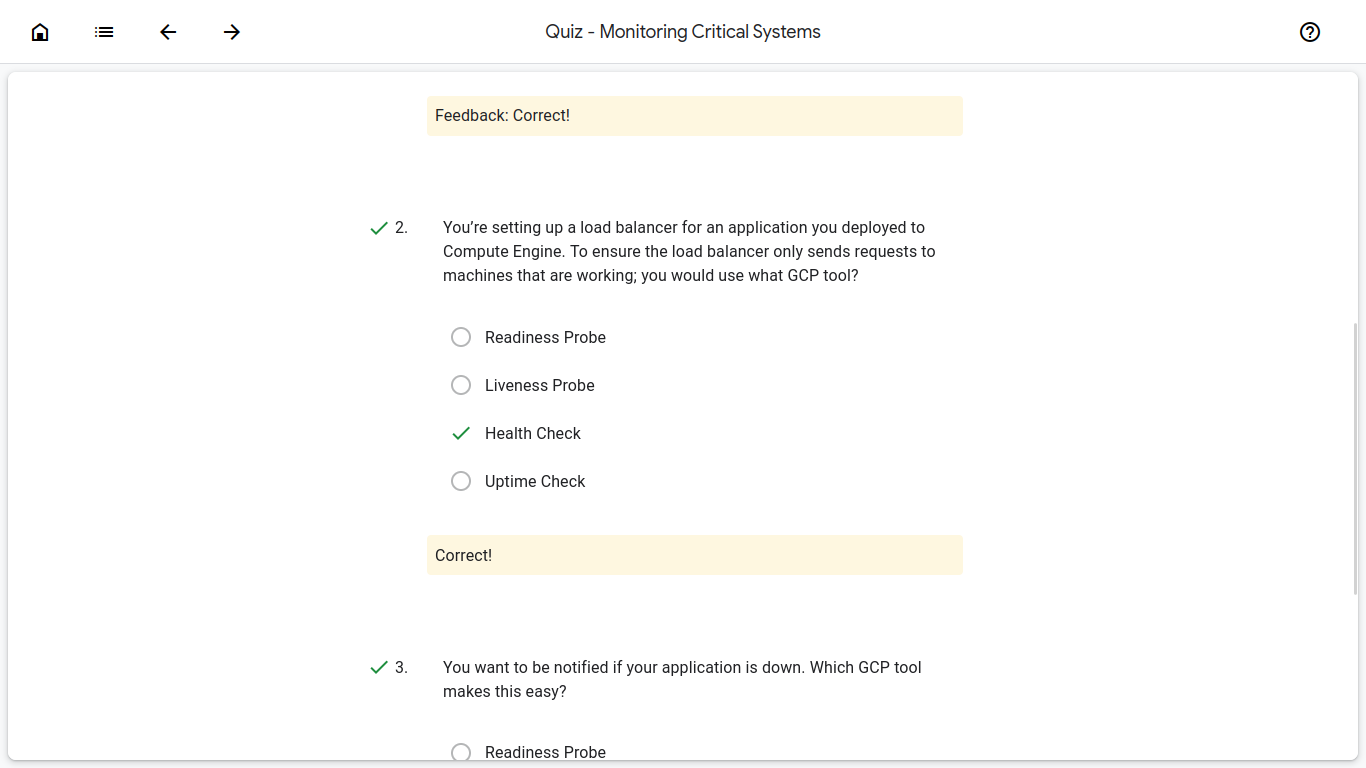 Quiz - Monitoring Critical Systems
Feedback: Correct!
2.
You’re setting up a load balancer for an application you deployed to
Compute Engine. To ensure the load balancer only sends requests to
machines that are working; you would use what GCP tool?
Readiness Probe
Liveness Probe
Health Check
Uptime Check
Correct!
3.
You want to be notified if your application is down. Which GCP tool
makes this easy?
Readiness Probe